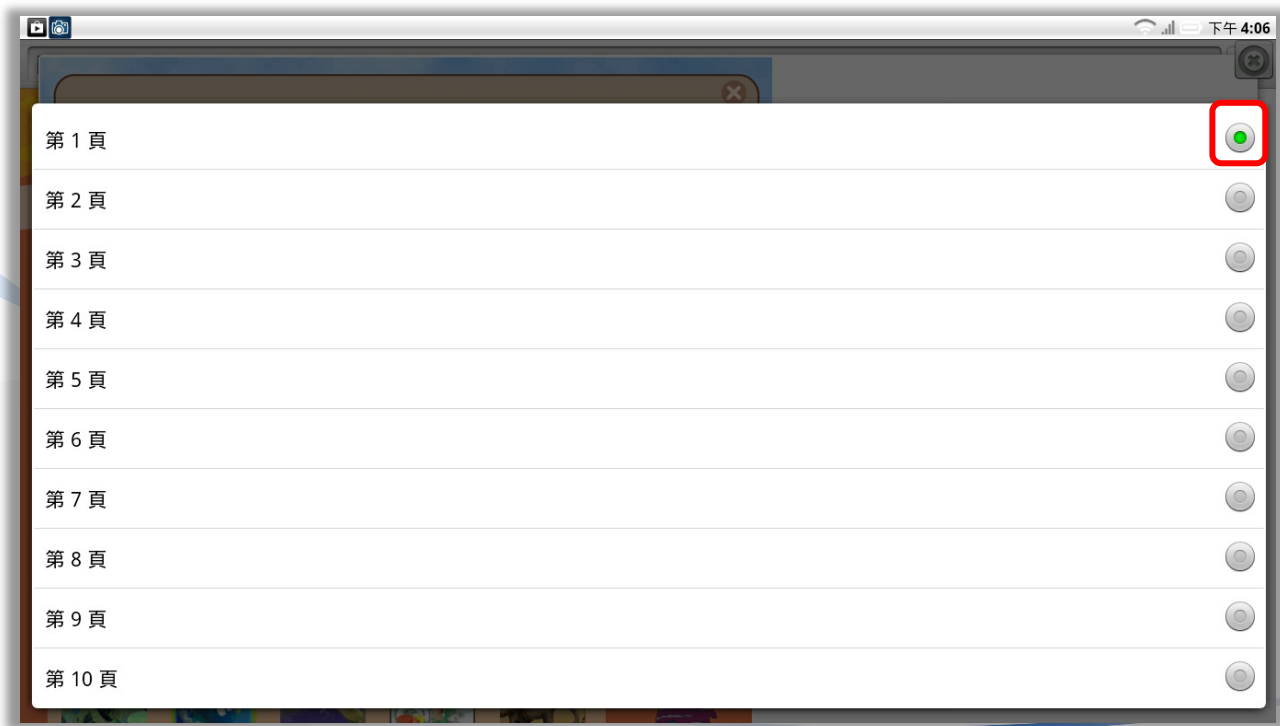 下午 4:06
第 1 頁
第 2 頁
第 3 頁
第 4 頁
第 5 頁
第 6 頁
第 7 頁
第 8 頁
第 9 頁
第 10 頁